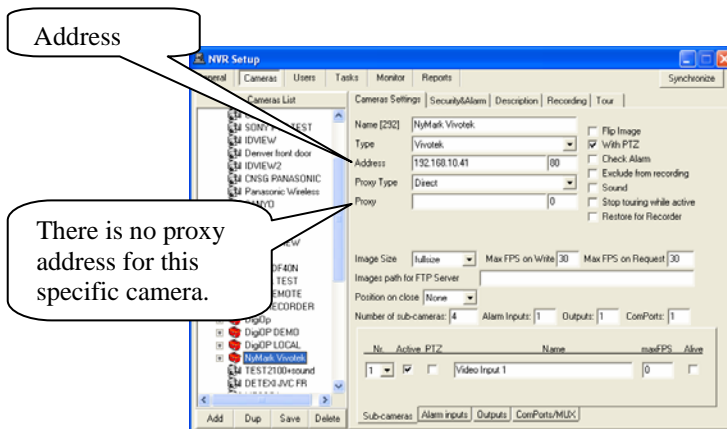 Address
NVR Setup
General Cameras Users Tasks Monitor Reports Synchronize
Cameras List
SONY TEST
IDVIEW
Denver front door
IDVIEW2
CNSG PANASONIC
Panasonic Wireless
DF40N
TEST
DigiOp
DigiOP DEMO
DigiOP LOCAL
NyMark Vivotek
TEST2100+sound
DETEXI JVC FR
Add Dup Save Delete
There is no proxy
address for this
specific camera.
Cameras Settings Security&Alarm Description Recording Tour
Name [292] NyMark Vivotek
Type Vivotek
Address 192.168.10.41 80
Proxy Type Direct
Proxy 0
Flip Image
With PTZ
Check Alarm
Exclude from recording
Sound
Stop touring while active
Restore for Recorder
Image Size fullsize Max FPS on Write 30 Max FPS on Request 30
Images path for FTP Server
Position on close None
Number of sub-cameras: 4 Alarm Inputs: 1 Outputs: 1 ComPorts: 1
Nr. Active PTZ Name maxFPS Alive
1 Video Input 1 0
Sub-cameras Alarm inputs Outputs ComPorts/MUX